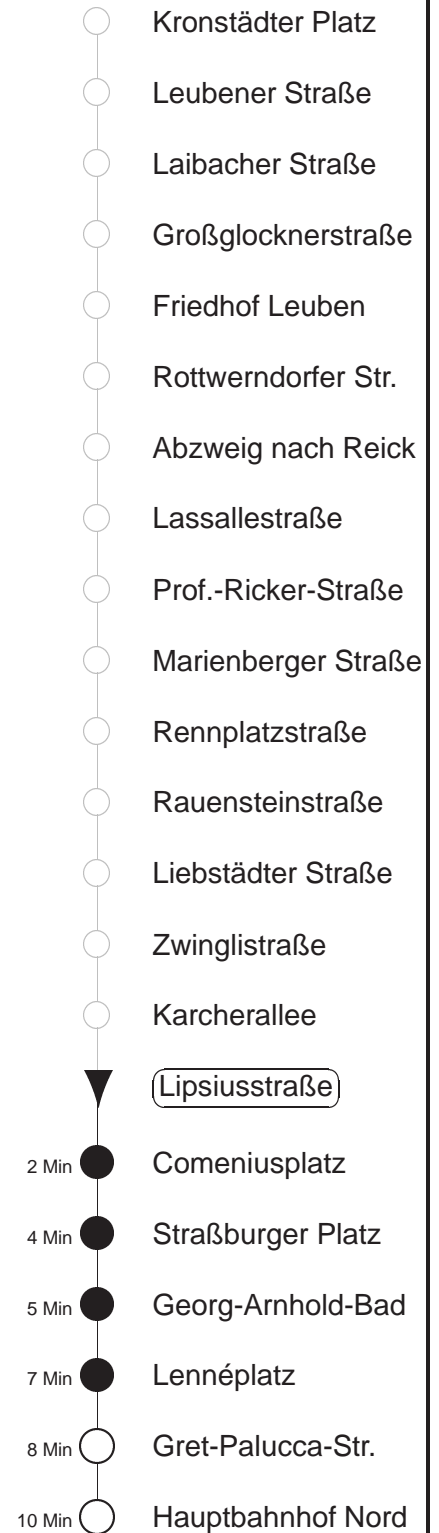 Kronstädter Platz
Leubener Straße
Laibacher Straße
Großglocknerstraße
Friedhof Leuben
Rottwerndorfer Str.
Abzweig nach Reick
Lassallestraße
Prof.-Ricker-Straße
Marienberger Straße
Rennplatzstraße
Rauensteinstraße
Liebstädter Straße
Zwinglistraße
Karcherallee
Lipsiusstraße
2 Min Comeniusplatz
4 Min Straßburger Platz
5 Min Georg-Arnhold-Bad
7 Min Lennéplatz
8 Min Gret-Palucca-Str.
10 Min Hauptbahnhof Nord